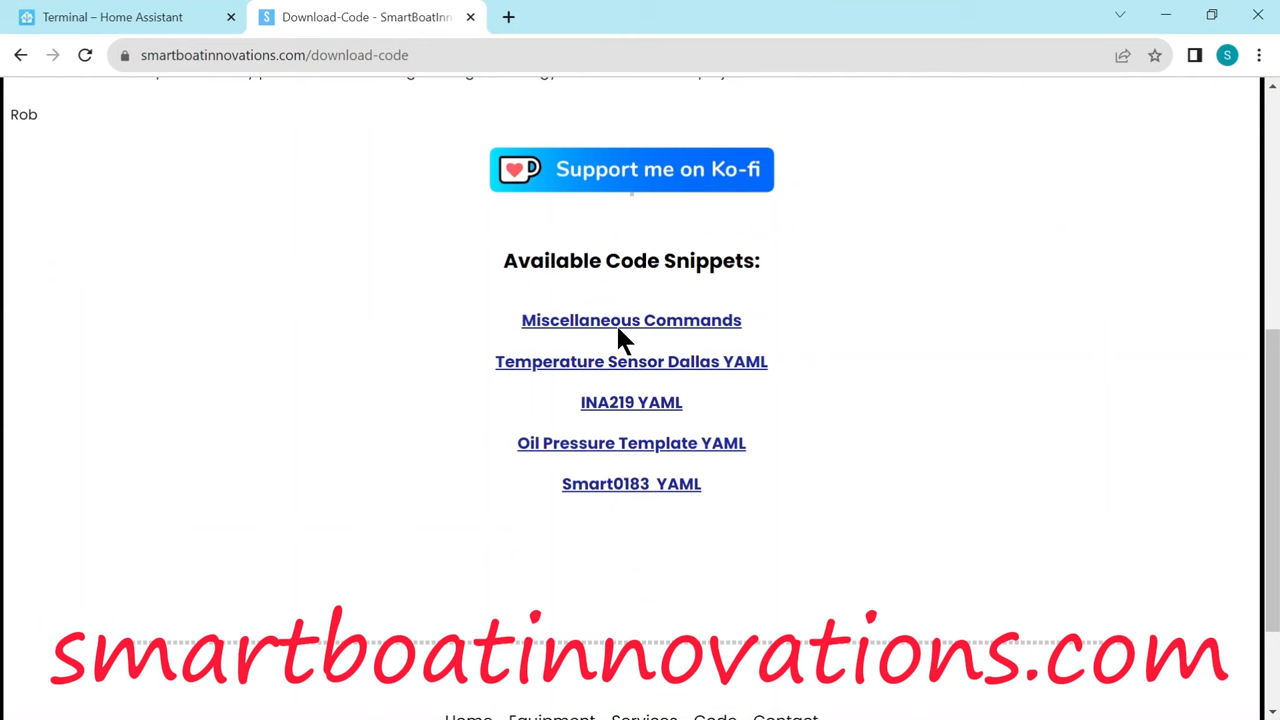 Terminal – Home Assistant
Download-Code - SmartBoatInn
smartboatinnovations.com/download-code
S
Rob
Support me on Ko-fi
Available Code Snippets:
Miscellaneous Commands
Temperature Sensor Dallas YAML
INA219 YAML
Oil Pressure Template YAML
Smart0183 YAML
smartboatinnovations.com
Home Equipment Services Code Contact